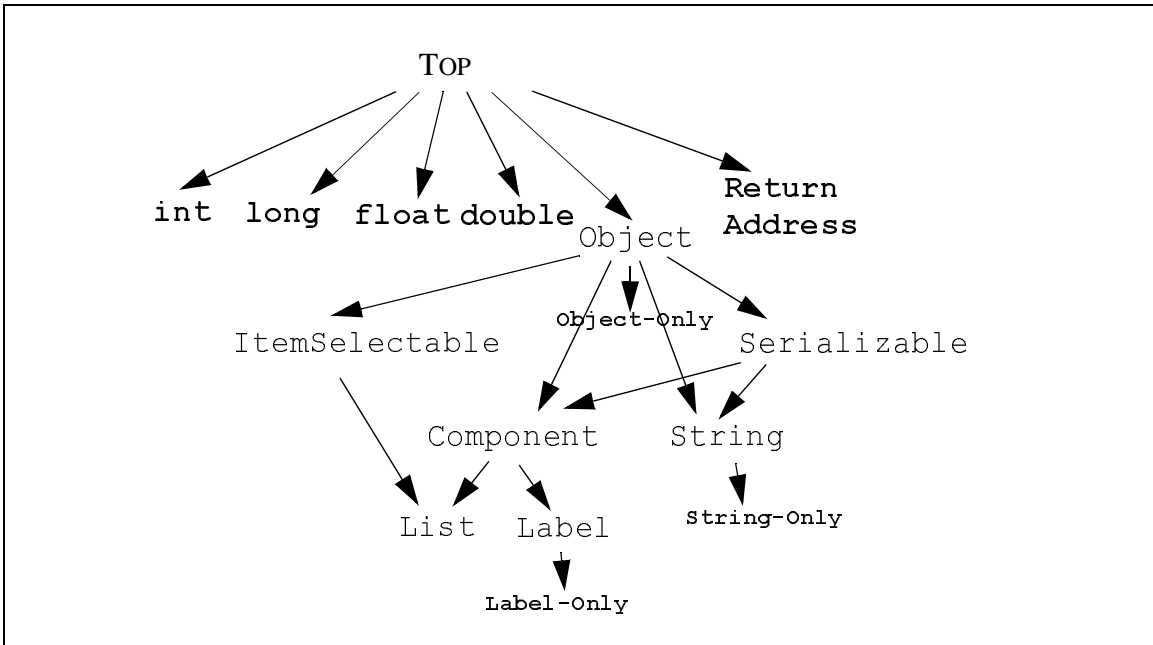 TOP
int long float double Return
Address
Object
Object-Only
ItemSelectable Serializable
Component String
List Label String-Only
Label-Only